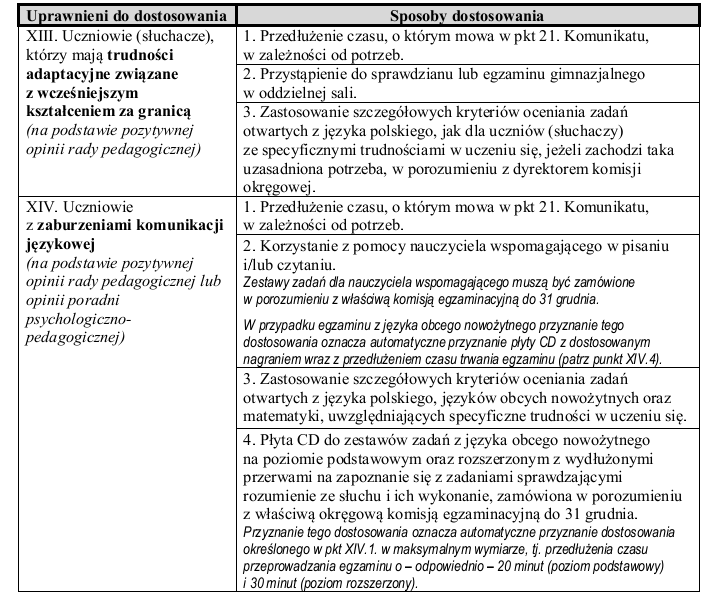 Uprawnieni do dostosowania
Sposoby dostosowania
XIII. Uczniowie (słuchacze),
którzy mają trudności
adaptacyjne związane
z wcześniejszym
kształceniem za granicą
(na podstawie pozytywnej
opinii rady pedagogicznej)
1. Przedłużenie czasu, o którym mowa w pkt 21. Komunikatu,
w zależności od potrzeb.
2. Przystąpienie do sprawdzianu lub egzaminu gimnazjalnego
w oddzielnej sali.
3. Zastosowanie szczegółowych kryteriów oceniania zadań
otwartych z języka polskiego, jak dla uczniów (słuchaczy)
ze specyficznymi trudnościami w uczeniu się, jeżeli zachodzi taka
uzasadniona potrzeba, w porozumieniu z dyrektorem komisji
okręgowej.
XIV. Uczniowie
z zaburzeniami komunikacji
językowej
(na podstawie pozytywnej
opinii rady pedagogicznej lub
opinii poradni
psychologiczno-
pedagogicznej)
1. Przedłużenie czasu, o którym mowa w pkt 21. Komunikatu,
w zależności od potrzeb.
2. Korzystanie z pomocy nauczyciela wspomagającego w pisaniu
i/lub czytaniu.
Zestawy zadań dla nauczyciela wspomagającego muszą być zamówione
w porozumieniu z właściwą komisją egzaminacyjną do 31 grudnia.
W przypadku egzaminu z języka obcego nowożytnego przyznanie tego
dostosowania oznacza automatyczne przyznanie płyty CD z dostosowanym
nagraniem wraz z przedłużeniem czasu trwania egzaminu (patrz punkt XIV.4).
3. Zastosowanie szczegółowych kryteriów oceniania zadań
otwartych z języka polskiego, języków obcych nowożytnych oraz
matematyki, uwzględniających specyficzne trudności w uczeniu się.
4. Płyta CD do zestawów zadań z języka obcego nowożytnego
na poziomie podstawowym oraz rozszerzonym z wydłużonymi
przerwami na zapoznanie się z zadaniami sprawdzającymi
rozumienie ze słuchu i ich wykonanie, zamówiona w porozumieniu
z właściwą okręgową komisją egzaminacyjną do 31 grudnia.
Przyznanie tego dostosowania oznacza automatyczne przyznanie dostosowania
określonego w pkt XIV.1. w maksymalnym wymiarze, tj. przedłużenia czasu
przeprowadzania egzaminu o – odpowiednio – 20 minut (poziom podstawowy)
i 30 minut (poziom rozszerzony).